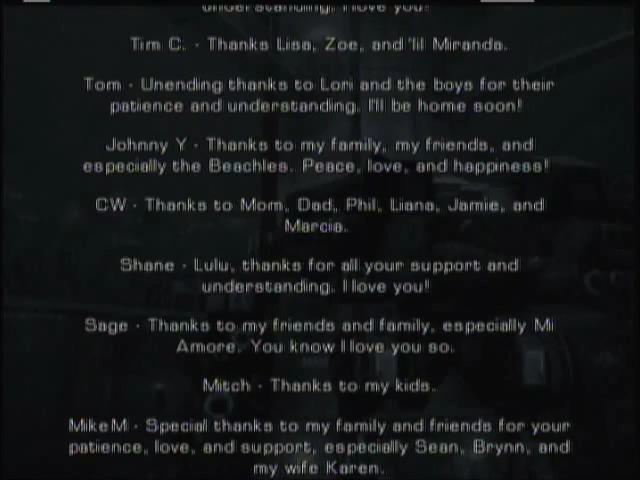 understanding. I love you!
Tim C. - Thanks Lisa, Zoe, and 'lil Miranda.
Tom - Unending thanks to Lori and the boys for their
patience and understanding. I'll be home soon!
Johnny Y - Thanks to my family, my friends, and
especially the Beachles. Peace, love, and happiness!
CW - Thanks to Mom, Dad, Phil, Liana, Jamie, and
Marcia.
Shane - Lulu, thanks for all your support and
understanding. I love you!
Sage - Thanks to my friends and family, especially Mi
Amore. You know I love you so.
Mitch - Thanks to my kids.
Mike M - Special thanks to my family and friends for your
patience, love, and support, especially Sean, Brynn, and
my wife Karen.